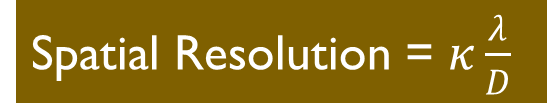 Spatial Resolution = κ λ/D